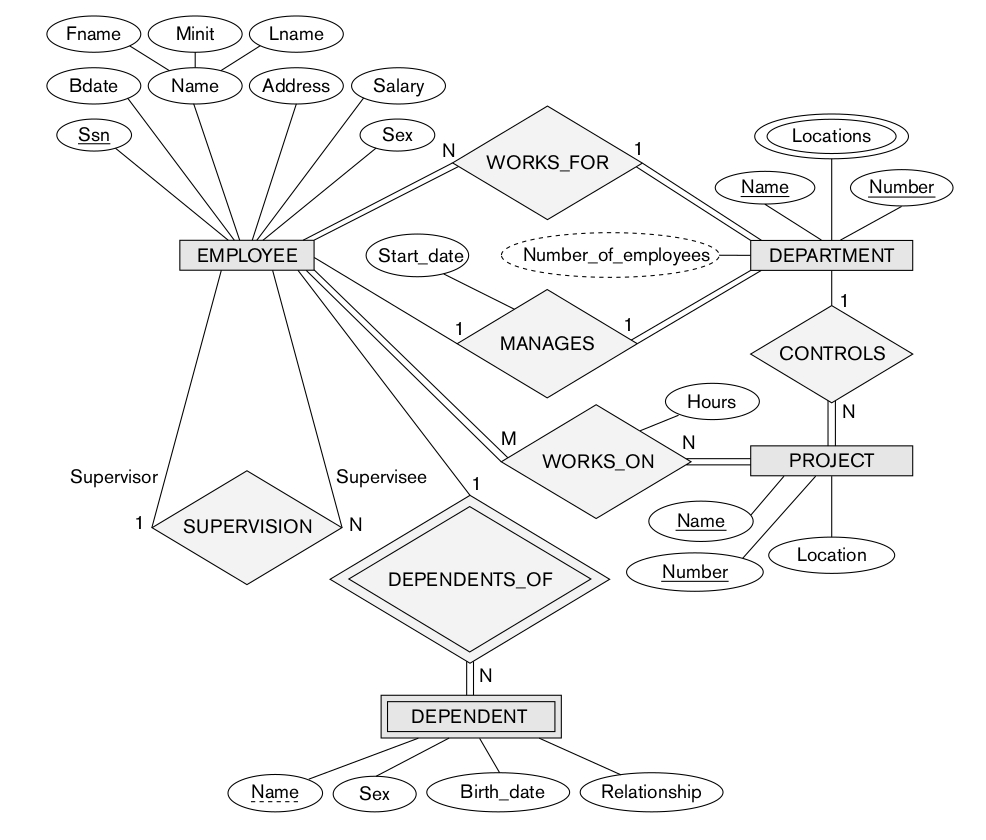 Fname
Minit
Lname
Bdate
Name
Address
Salary
Ssn
Sex
N
WORKS_FOR
1
Locations
Name
Number
EMPLOYEE
Start_date
Number_of_employees
DEPARTMENT
1
MANAGES
1
1
CONTROLS
N
Hours
M
WORKS_ON
N
PROJECT
Supervisor
Supervisee
1
SUPERVISION
N
1
Name
Number
Location
DEPENDENTS_OF
N
DEPENDENT
Name
Sex
Birth_date
Relationship